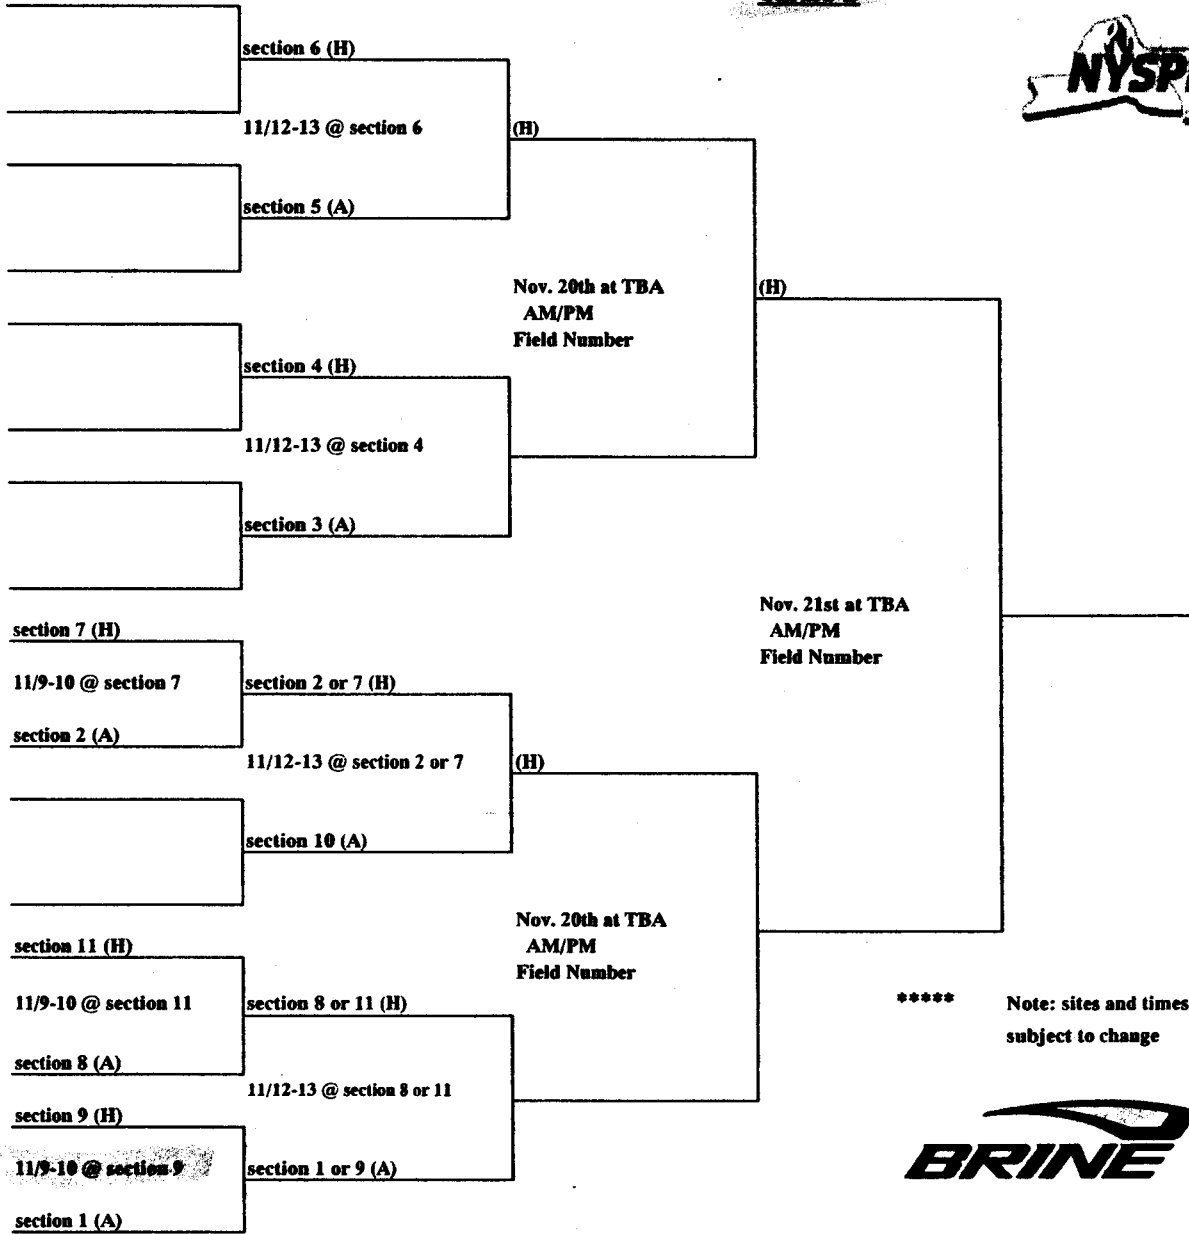 section 6 (H)
11/12-13 @ section 6
(H)
section 5 (A)
Nov. 20th at TBA
AM/PM
Field Number
(H)
section 4 (H)
11/12-13 @ section 4
section 3 (A)
Nov. 21st at TBA
AM/PM
Field Number
section 7 (H)
11/9-10 @ section 7
section 2 or 7 (H)
section 2 (A)
11/12-13 @ section 2 or 7
(H)
section 10 (A)
Nov. 20th at TBA
AM/PM
Field Number
section 11 (H)
11/9-10 @ section 11
section 8 or 11 (H)
section 8 (A)
11/12-13 @ section 8 or 11
section 9 (H)
11/9-10 @ section 9
section 1 or 9 (A)
section 1 (A)
***** Note: sites and times
subject to change
NYSP
BRINE